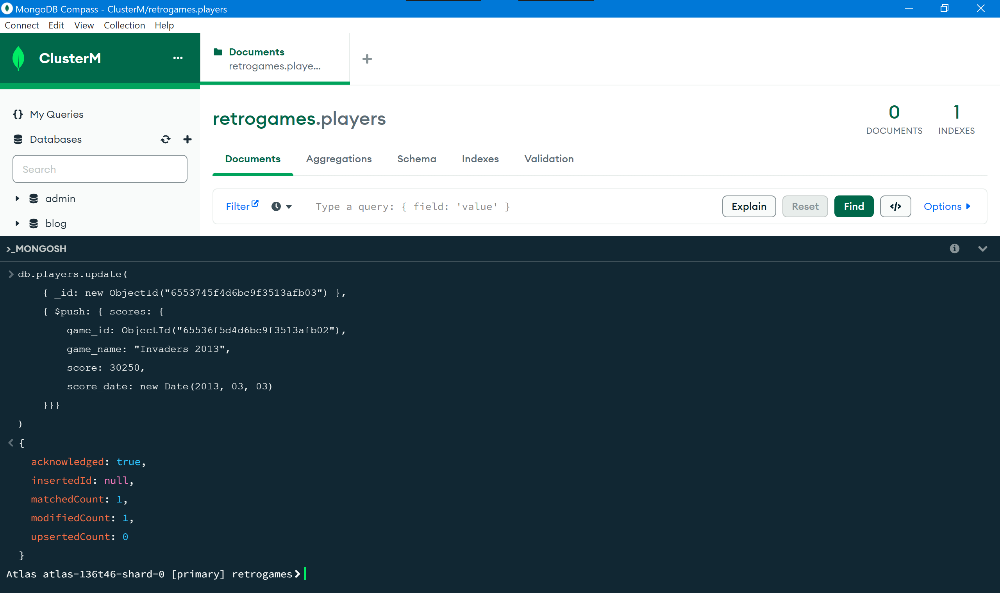 MongoDB Compass - ClusterM/retrogames.players
Connect Edit View Collection Help
ClusterM
Documents
retrogames.playe...
My Queries
Databases
Search
admin
blog
retrogames.players
0
DOCUMENTS
1
INDEXES
Documents Aggregations Schema Indexes Validation
Filter Type a query: { field: 'value' } Explain Reset Find </> Options
>_MONGOSH
db.players.update(
{ _id: new ObjectId("6553745f4d6bc9f3513afb03") },
{ $push: { scores: {
game_id: ObjectId("65536f5d4d6bc9f3513afb02"),
game_name: "Invaders 2013",
score: 30250,
score_date: new Date(2013, 03, 03)
}}}
)
{
acknowledged: true,
insertedId: null,
matchedCount: 1,
modifiedCount: 1,
upsertedCount: 0
}
Atlas atlas-136t46-shard-0 [primary] retrogames>